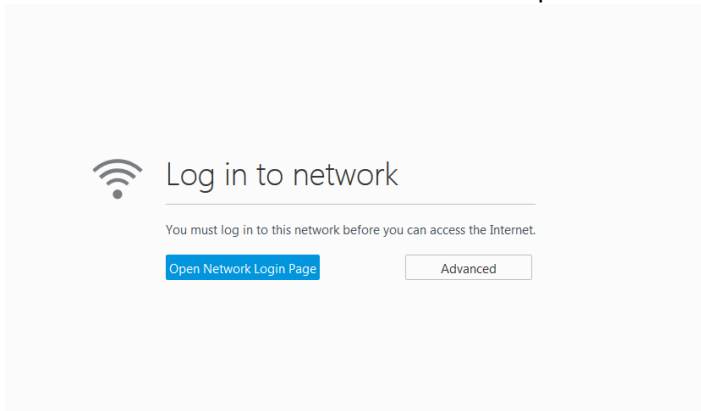 Log in to network
You must log in to this network before you can access the Internet.
Open Network Login Page
Advanced